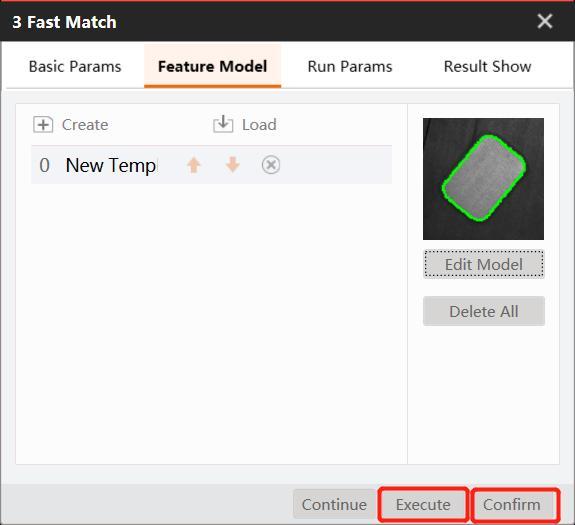 3 Fast Match
Basic Params Feature Model Run Params Result Show
Create Load
0 New Temp
Edit Model
Delete All
Continue Execute Confirm